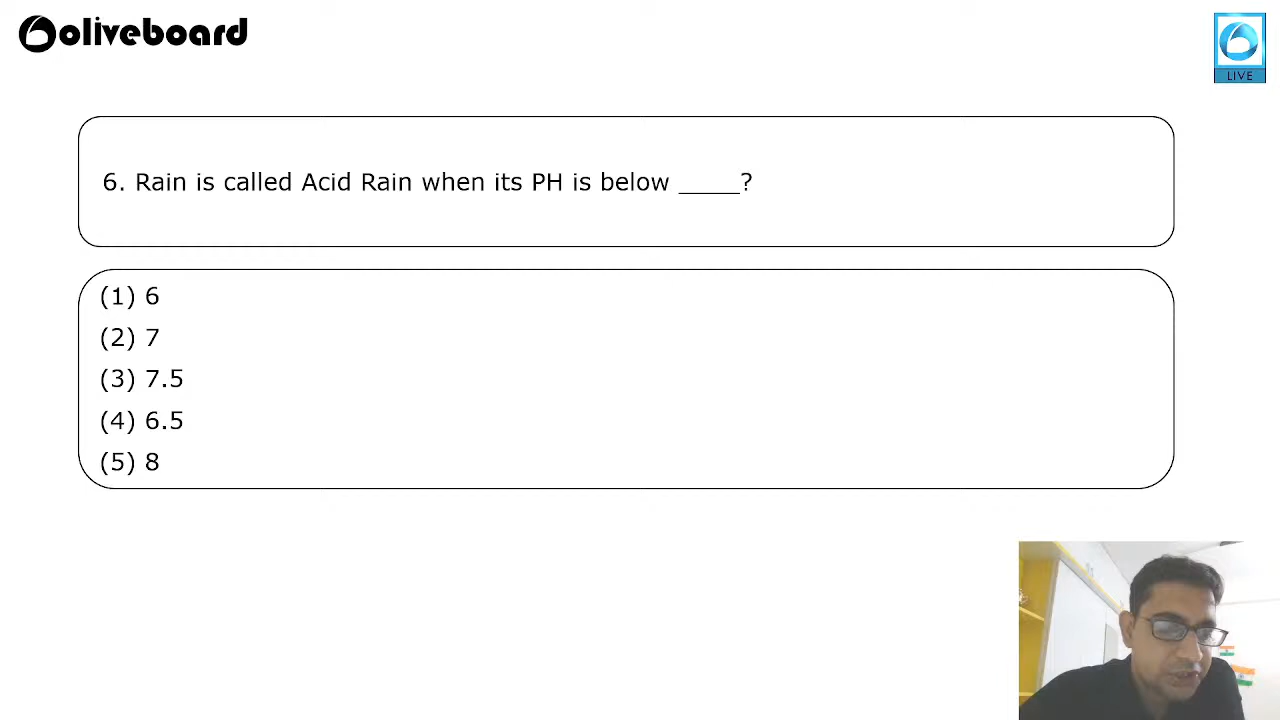 oliveboard
LIVE
6. Rain is called Acid Rain when its PH is below _____?
(1) 6
(2) 7
(3) 7.5
(4) 6.5
(5) 8